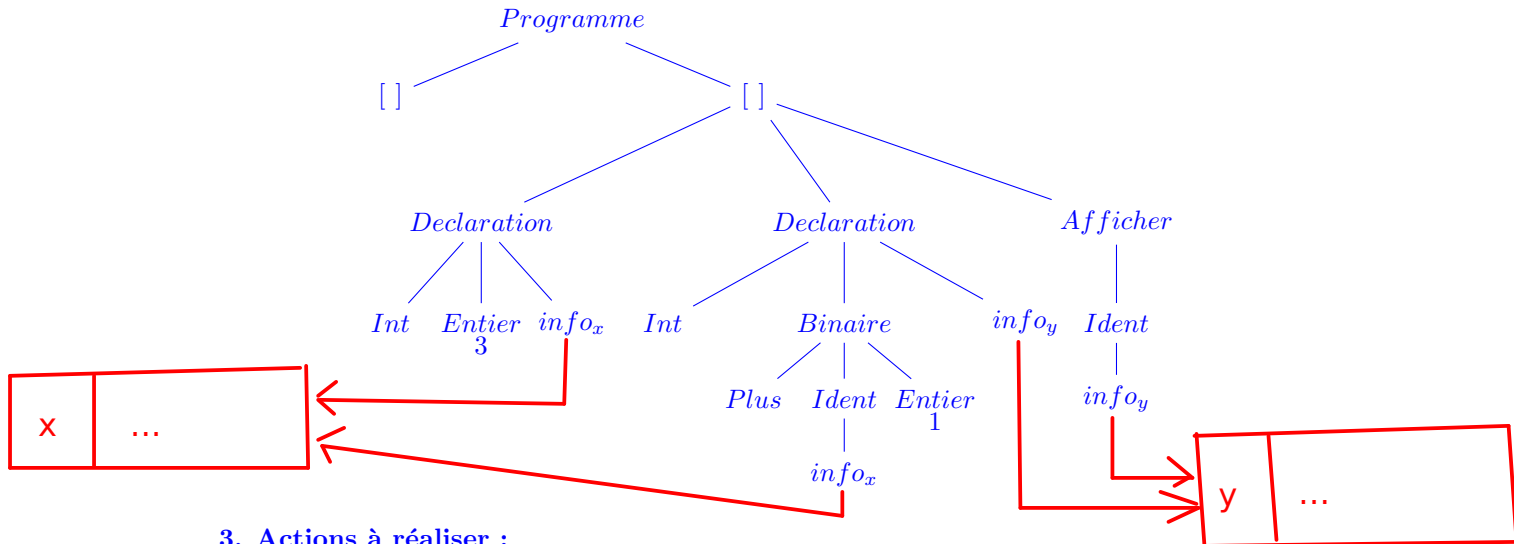 Programme
[ ] [ ]
Declaration Declaration Afficher
Int Entier info_x Int Binaire info_y Ident
3
Plus Ident Entier info_y
1
x ...
info_x
y ...
3. Actions à réaliser :